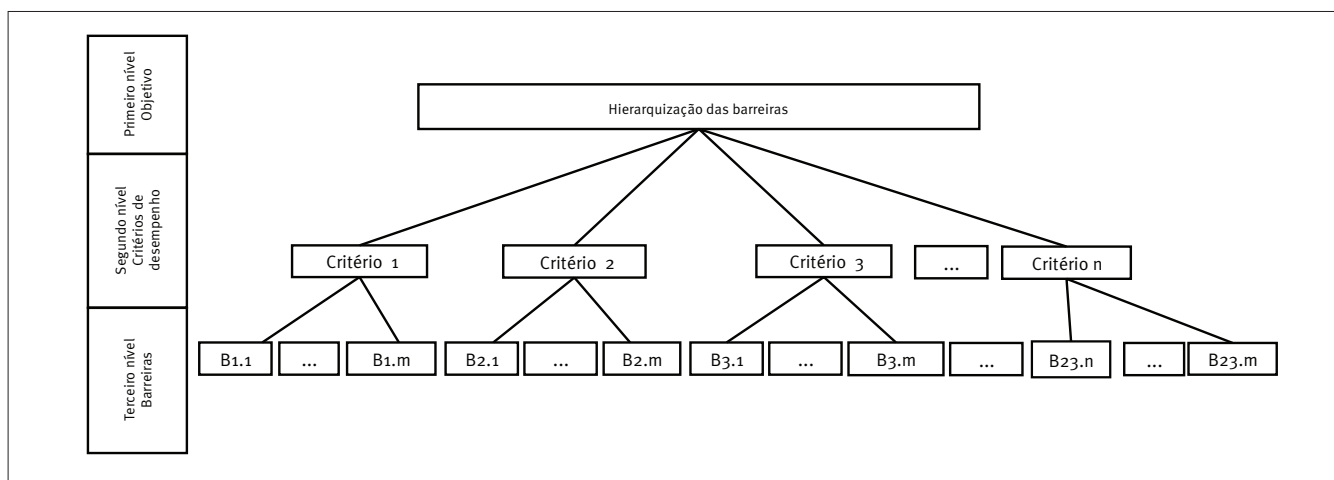 Primeiro nível
Objetivo
Hierarquização das barreiras
Segundo nível
Critérios de
desempenho
Critério 1
Critério 2
Critério 3
...
Critério n
Terceiro nível
Barreiras
B1.1
...
B1.m
B2.1
...
B2.m
B3.1
...
B3.m
...
B23.n
...
B23.m